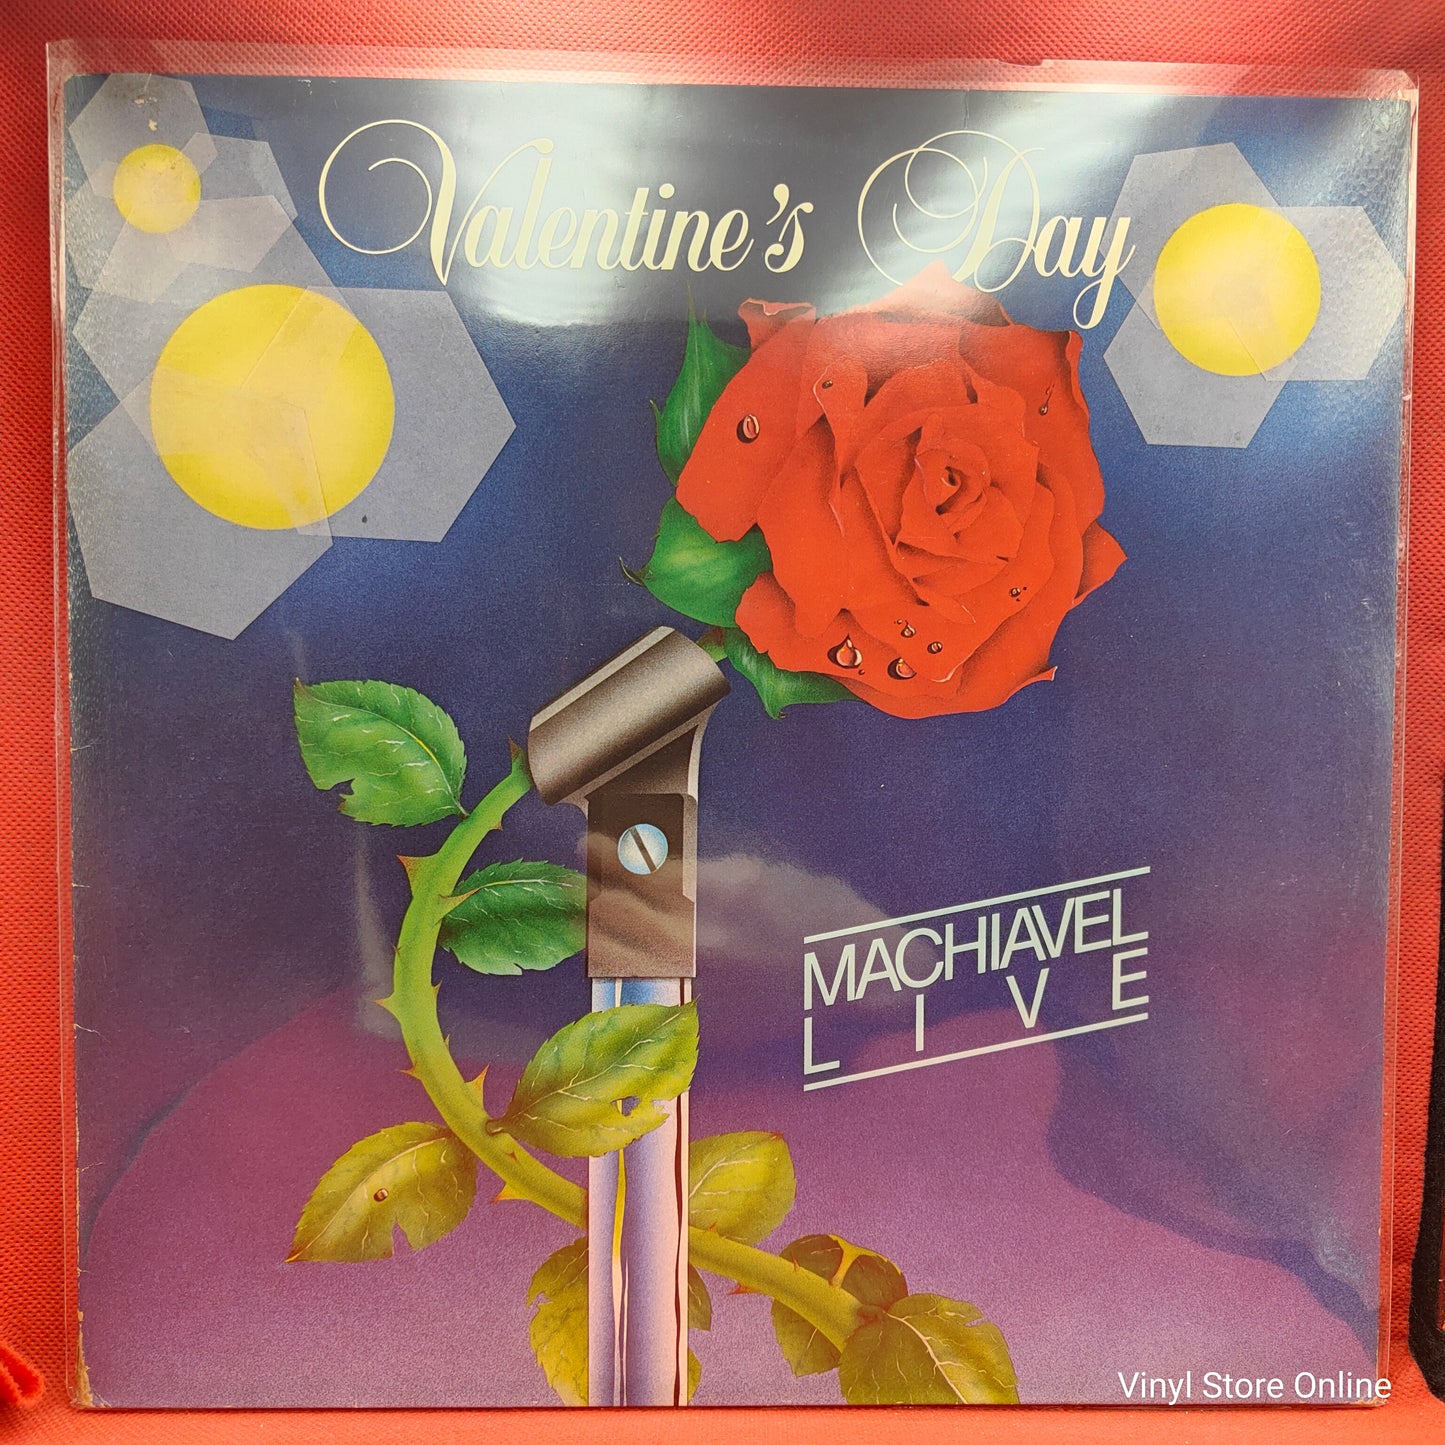 Valentine's Day
MACHIAVEL
LIVE
Vinyl Store Online